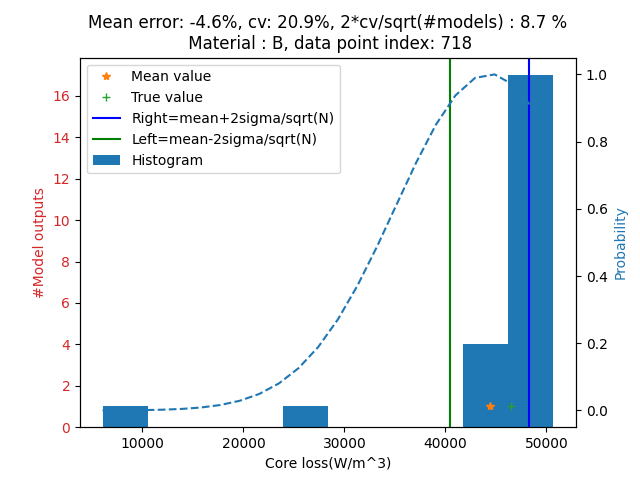 Mean error: -4.6%, cv: 20.9%, 2*cv/sqrt(#models) : 8.7 %
Material : B, data point index: 718
Mean value
True value
Right=mean+2sigma/sqrt(N)
Left=mean-2sigma/sqrt(N)
Histogram
#Model outputs
16
14
12
10
8
6
4
2
0
1.0
0.8
0.6
0.4
0.2
0.0
Probability
10000 20000 30000 40000 50000
Core loss(W/m^3)